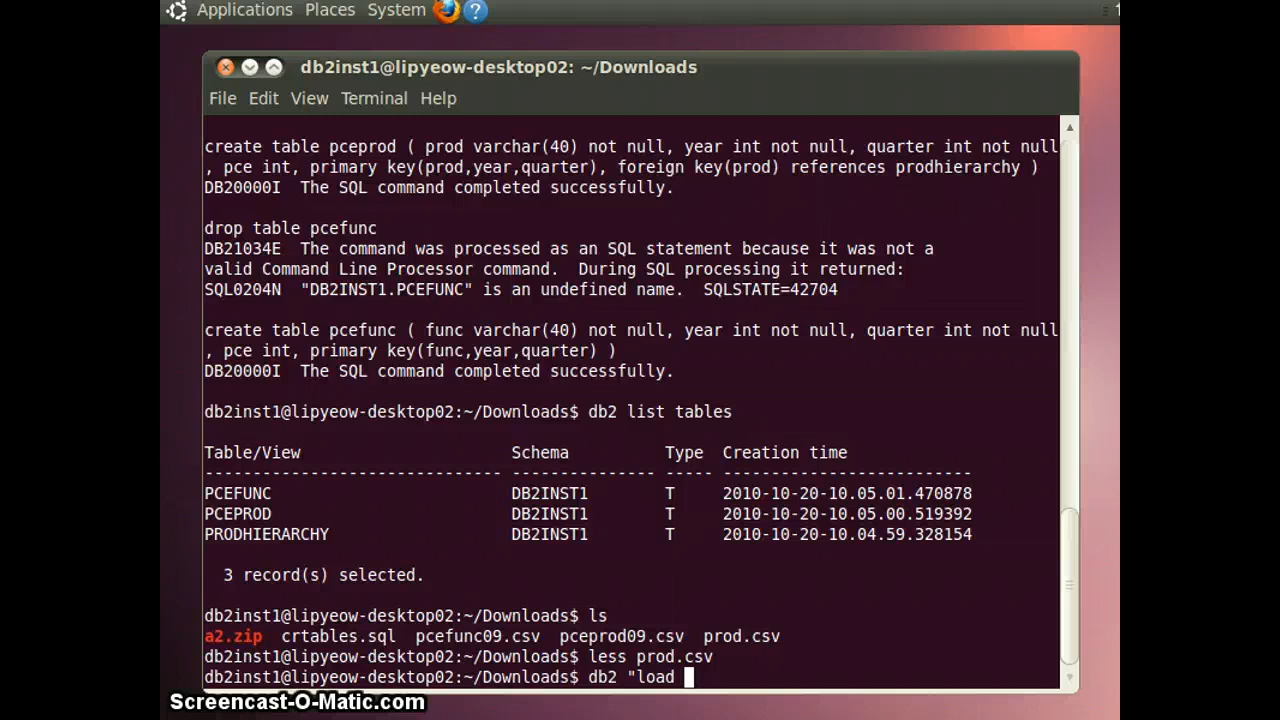 Applications Places System
db2inst1@lipyeow-desktop02: ~/Downloads
File Edit View Terminal Help
create table pceprod ( prod varchar(40) not null, year int not null, quarter int not null
, pce int, primary key(prod,year,quarter), foreign key(prod) references prodhierarchy )
DB20000I  The SQL command completed successfully.
drop table pcefunc
DB21034E  The command was processed as an SQL statement because it was not a
valid Command Line Processor command.  During SQL processing it returned:
SQL0204N  "DB2INST1.PCEFUNC" is an undefined name.  SQLSTATE=42704
create table pcefunc ( func varchar(40) not null, year int not null, quarter int not null
, pce int, primary key(func,year,quarter) )
DB20000I  The SQL command completed successfully.
db2inst1@lipyeow-desktop02:~/Downloads$ db2 list tables
Table/View                      Schema          Type  Creation time
------------------------------- --------------- ----- --------------------------
PCEFUNC                         DB2INST1        T     2010-10-20-10.05.01.470878
PCEPROD                         DB2INST1        T     2010-10-20-10.05.00.519392
PRODHIERARCHY                   DB2INST1        T     2010-10-20-10.04.59.328154
3 record(s) selected.
db2inst1@lipyeow-desktop02:~/Downloads$ ls
a2.zip  crtables.sql  pcefunc09.csv  pceprod09.csv  prod.csv
db2inst1@lipyeow-desktop02:~/Downloads$ less prod.csv
db2inst1@lipyeow-desktop02:~/Downloads$ db2 "load
Screencast-O-Matic.com